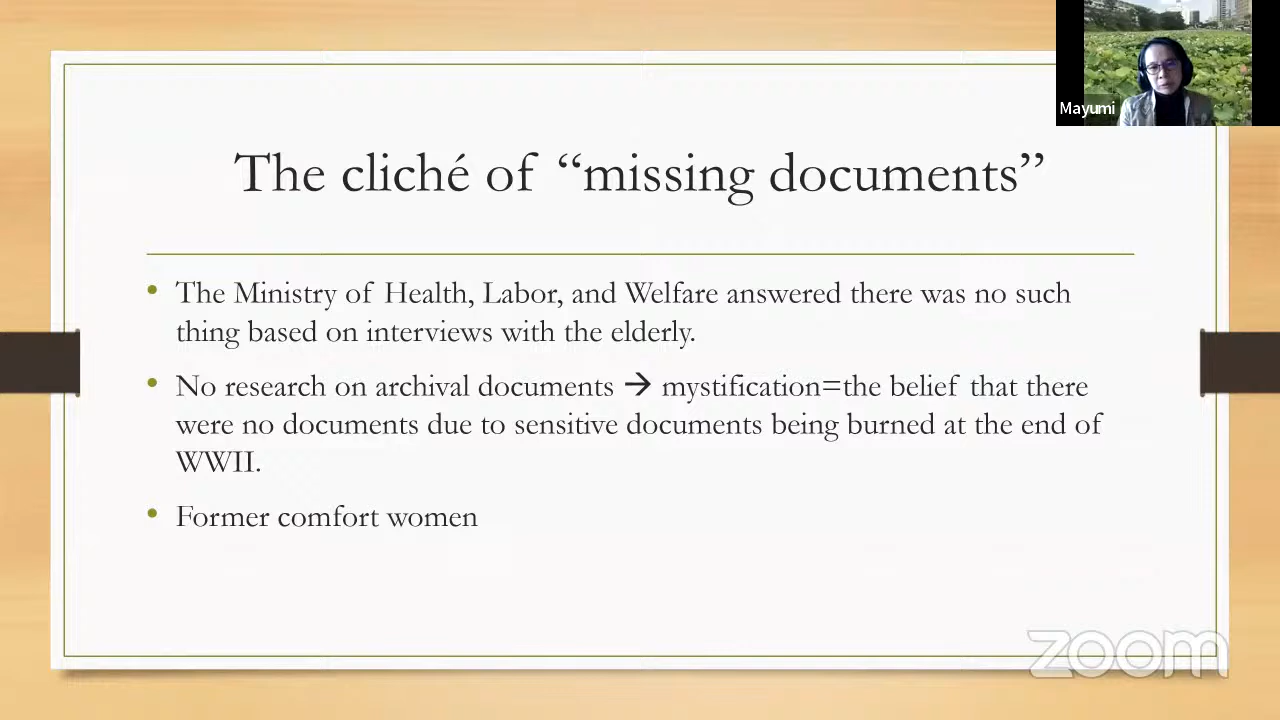 Mayumi
The cliché of “missing documents”
• The Ministry of Health, Labor, and Welfare answered there was no such
thing based on interviews with the elderly.
• No research on archival documents → mystification=the belief that there
were no documents due to sensitive documents being burned at the end of
WWII.
• Former comfort women
zoom